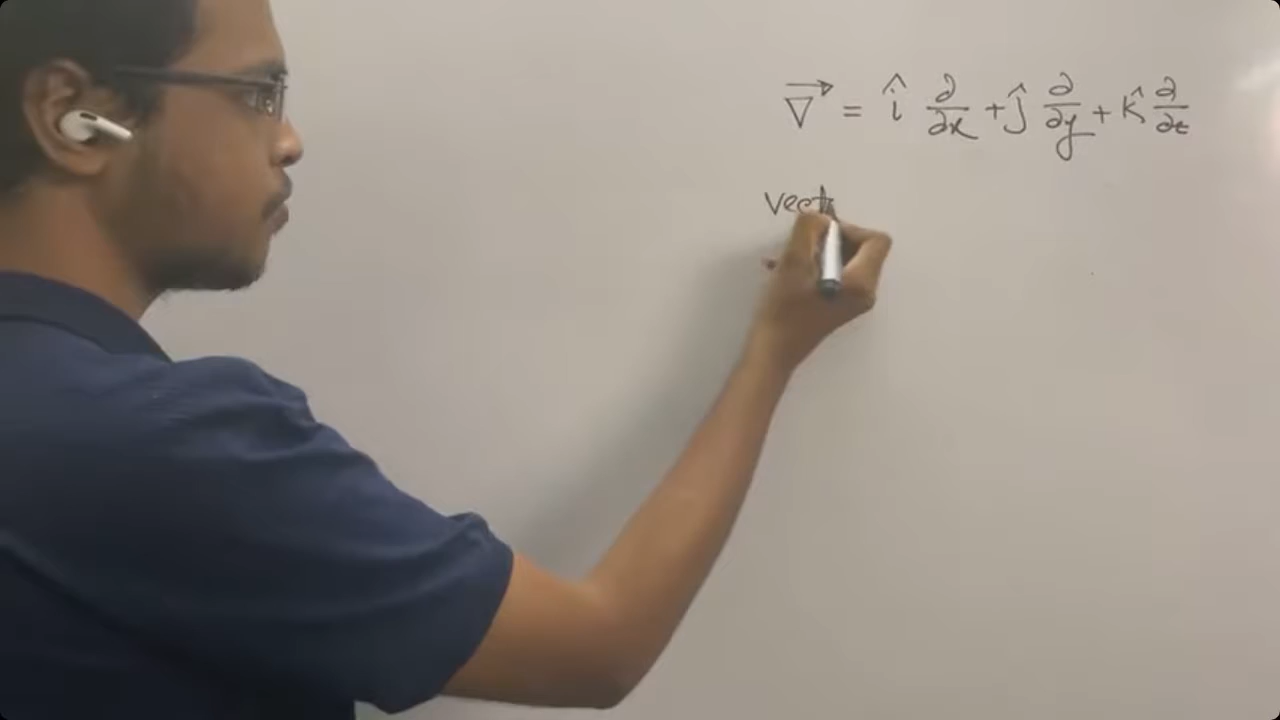 ∇⃗ = î ∂/∂x + ĵ ∂/∂y + k̂ ∂/∂z
vect